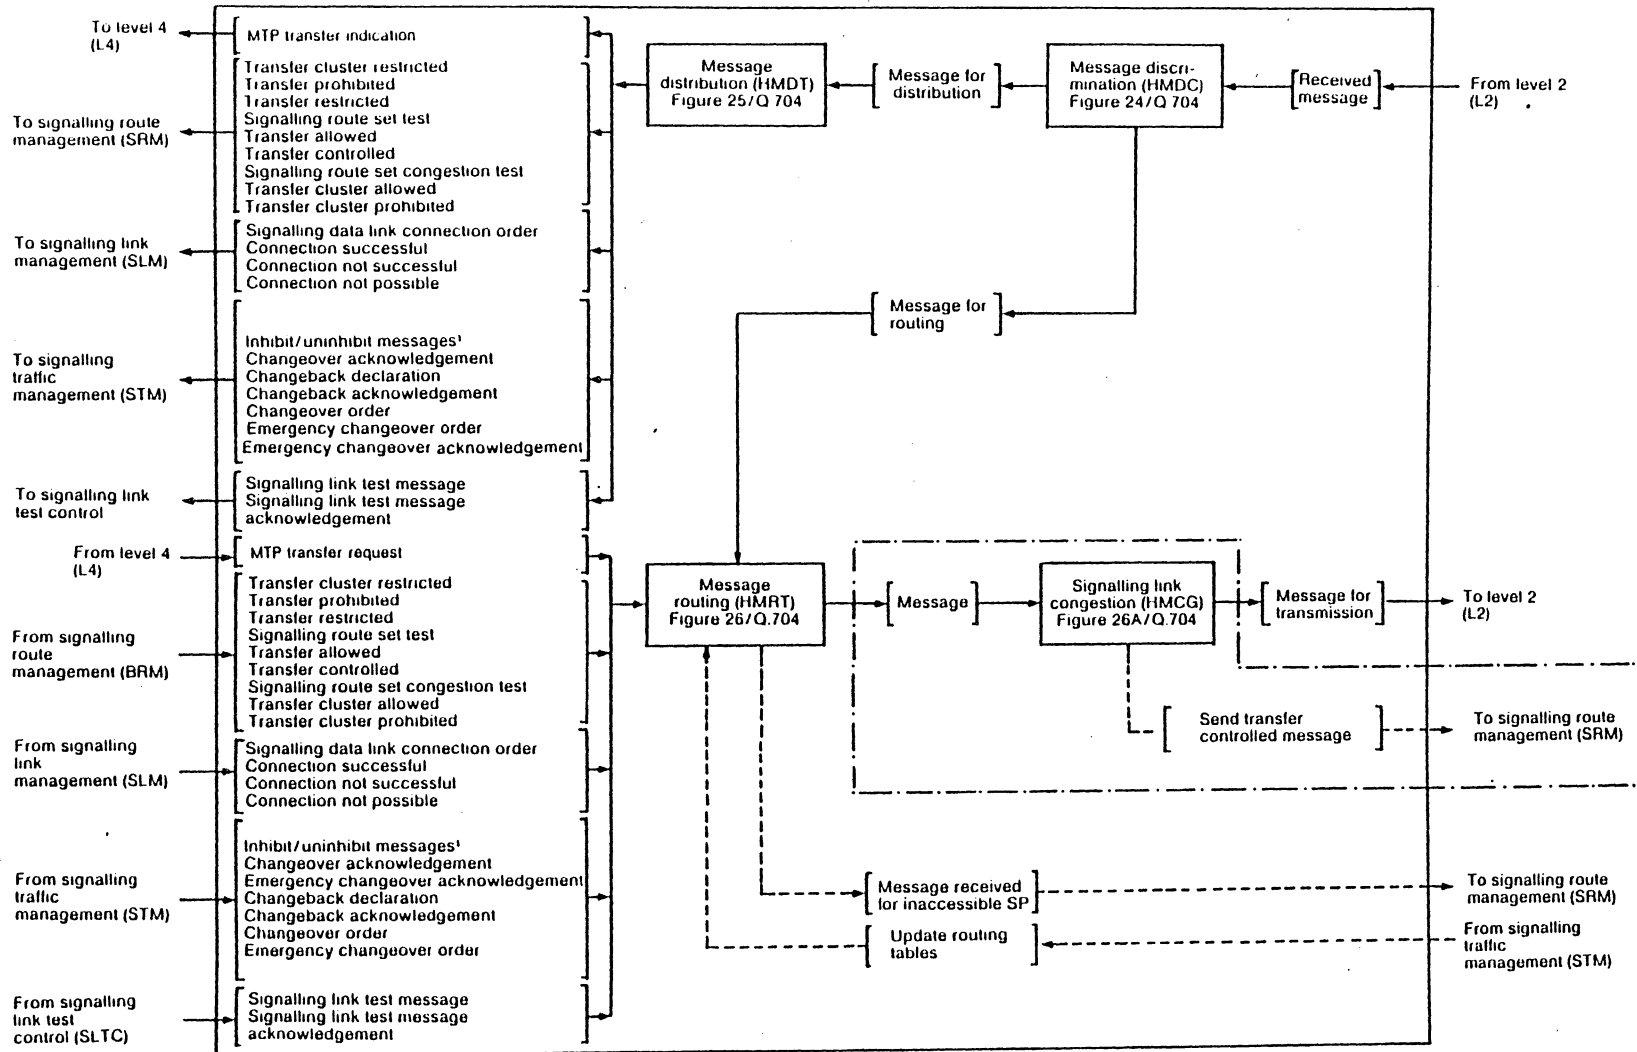 To level 4
(L4)
MTP transfer indication
Transfer cluster restricted
Transfer prohibited
Transfer restricted
Signalling route set test
Transfer allowed
Transfer controlled
Signalling route set congestion test
Transfer cluster allowed
Transfer cluster prohibited
To signalling route
management (SRM)
Signalling data link connection order
Connection successful
Connection not successful
Connection not possible
To signalling link
management (SLM)
Inhibit/uninhibit messages¹
Changeover acknowledgement
Changeback declaration
Changeback acknowledgement
Changeover order
Emergency changeover order
Emergency changeover acknowledgement
To signalling
traffic
management (STM)
Signalling link test message
Signalling link test message
acknowledgement
To signalling link
test control
Message
distribution (HMDT)
Figure 25/Q 704
Message for
distribution
Message discri-
mination (HMDC)
Figure 24/Q 704
Received
message
From level 2
(L2)
Message for
routing
From level 4
(L4)
MTP transfer request
From signalling
route
management (BRM)
Transfer cluster restricted
Transfer prohibited
Transfer restricted
Signalling route set test
Transfer allowed
Transfer controlled
Signalling route set congestion test
Transfer cluster allowed
Transfer cluster prohibited
From signalling
link
management (SLM)
Signalling data link connection order
Connection successful
Connection not successful
Connection not possible
From signalling
traffic
management (STM)
Inhibit/uninhibit messages¹
Changeover acknowledgement
Emergency changeover acknowledgement
Changeback declaration
Changeback acknowledgement
Changeover order
Emergency changeover order
From signalling
link test
control (SLTC)
Signalling link test message
Signalling link test message
acknowledgement
Message
routing (HMRT)
Figure 26/Q.704
Message
Signalling link
congestion (HMCG)
Figure 26A/Q.704
Message for
transmission
To level 2
(L2)
Send transfer
controlled message
To signalling route
management (SRM)
Message received
for inaccessible SP
To signalling route
management (SRM)
Update routing
tables
From signalling
traffic
management (STM)